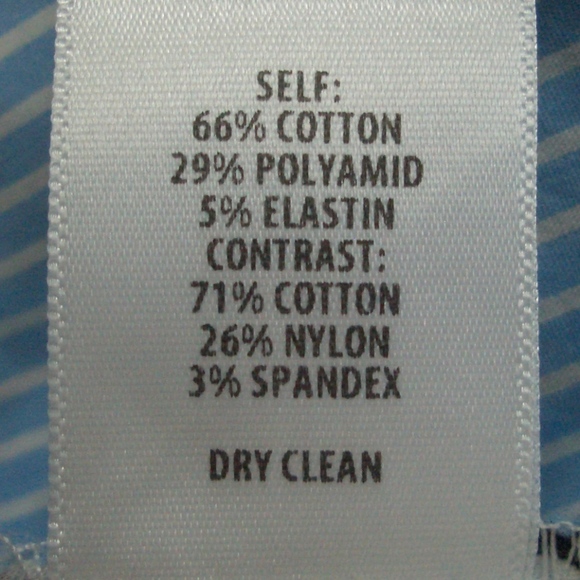 SELF:
66% COTTON
29% POLYAMID
5% ELASTIN
CONTRAST:
71% COTTON
26% NYLON
3% SPANDEX
DRY CLEAN